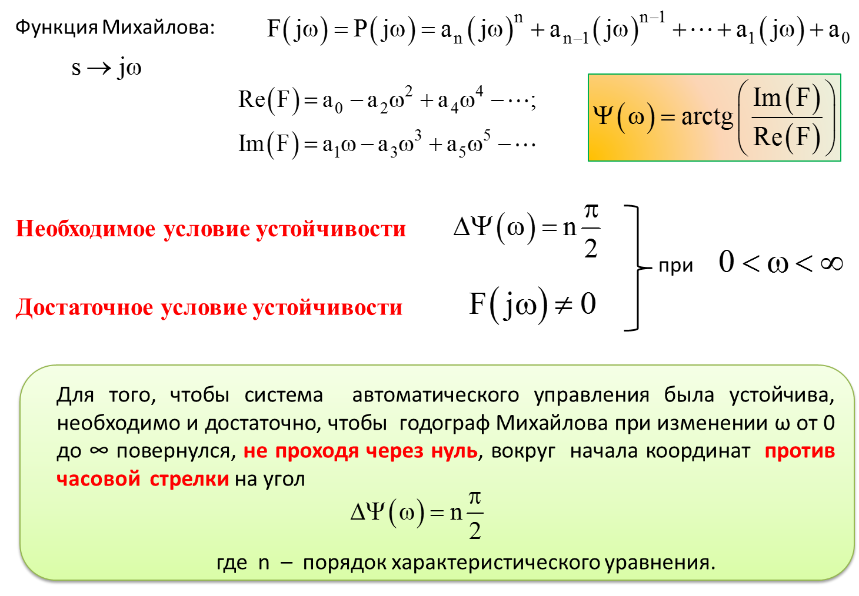 Функция Михайлова: F(jω) = P(jω) = aₙ(jω)ⁿ + aₙ₋₁(jω)ⁿ⁻¹ + ⋯ + a₁(jω) + a₀
s → jω
Re(F) = a₀ − a₂ω² + a₄ω⁴ − ⋯;
Im(F) = a₁ω − a₃ω³ + a₅ω⁵ − ⋯
Ψ(ω) = arctg(Im(F)/Re(F))
Необходимое условие устойчивости ΔΨ(ω) = n π/2
Достаточное условие устойчивости F(jω) ≠ 0
при 0 < ω < ∞
Для того, чтобы система автоматического управления была устойчива,
необходимо и достаточно, чтобы годограф Михайлова при изменении ω от 0
до ∞ повернулся, не проходя через нуль, вокруг начала координат против
часовой стрелки на угол
ΔΨ(ω) = n π/2
где n – порядок характеристического уравнения.